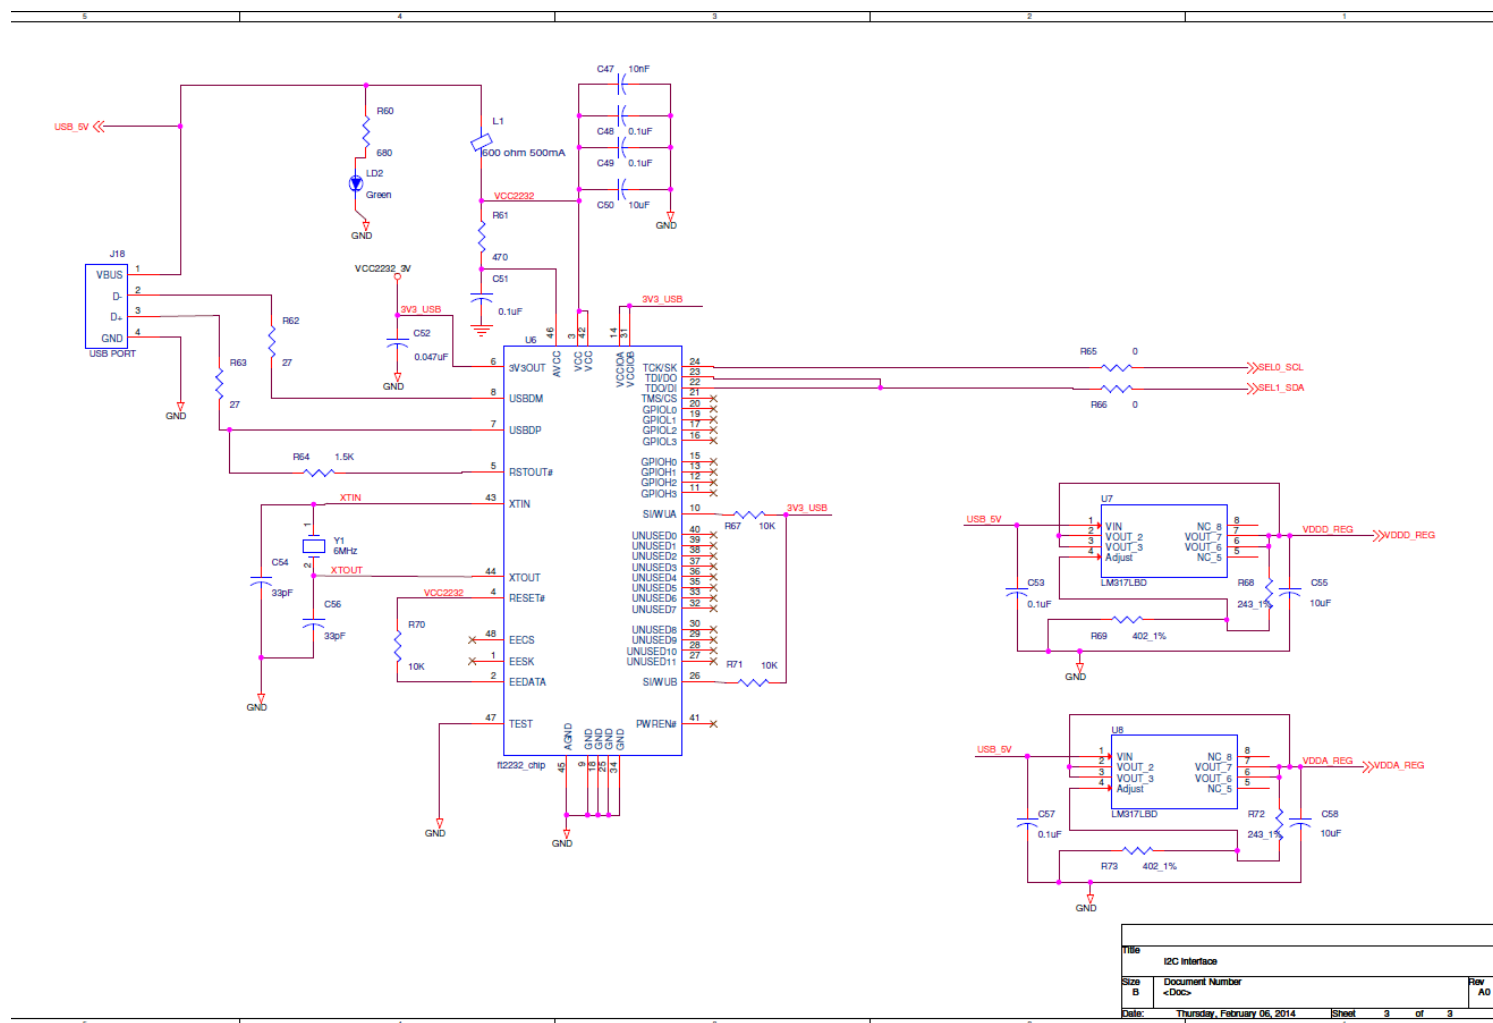 5 4 3 2 1
C47 10nF
C48 0.1uF
C49 0.1uF
C50 10uF
GND
USB_5V
R60
680
LD2
Green
GND
L1
600 ohm 500mA
VCC2232
R61
470
C51
0.1uF
VCC2232_3V
3V3_USB
C52
0.047uF
GND
J18
VBUS 1
D- 2
D+ 3
GND 4
USB PORT
GND
R62
27
R63
27
R64 1.5K
XTIN
Y1
6MHz
1
2
XTOUT
C54
33pF
C56
33pF
GND
VCC2232
R70
10K
GND
3V3_USB
U6
46 3 42 14 31
AVCC VCC VCC VCCIOA VCCIOB
6 3V3OUT
8 USBDM
7 USBDP
5 RSTOUT#
43 XTIN
44 XTOUT
4 RESET#
48 EECS
1 EESK
2 EEDATA
47 TEST
TCK/SK 24
TDI/DO 23
TDO/DI 22
TMS/CS 21
GPIOL0 20
GPIOL1 19
GPIOL2 17
GPIOL3 16
GPIOH0 15
GPIOH1 13
GPIOH2 12
GPIOH3 11
SI/WUA 10
UNUSED0 40
UNUSED1 39
UNUSED2 38
UNUSED3 37
UNUSED4 36
UNUSED5 35
UNUSED6 33
UNUSED7 32
UNUSED8 30
UNUSED9 29
UNUSED10 28
UNUSED11 27
SI/WUB 26
PWREN# 41
AGND GND GND GND GND
45 9 18 25 34
ft2232_chip
GND
R65 0
SEL0_SCL
R66 0
SEL1_SDA
R67 10K
3V3_USB
R71 10K
USB_5V
U7
1 VIN NC_8 8
2 VOUT_2 VOUT_7 7
3 VOUT_3 VOUT_6 6
4 Adjust NC_5 5
LM317LBD
VDDD_REG
VDDD_REG
C53
0.1uF
R68
243_1%
C55
10uF
R69 402_1%
GND
USB_5V
U8
1 VIN NC_8 8
2 VOUT_2 VOUT_7 7
3 VOUT_3 VOUT_6 6
4 Adjust NC_5 5
LM317LBD
VDDA_REG
VDDA_REG
C57
0.1uF
R72
243_1%
C58
10uF
R73 402_1%
GND
Title
I2C Interface
Size Document Number Rev
B <Doc> A0
Date: Thursday, February 06, 2014 Sheet 3 of 3